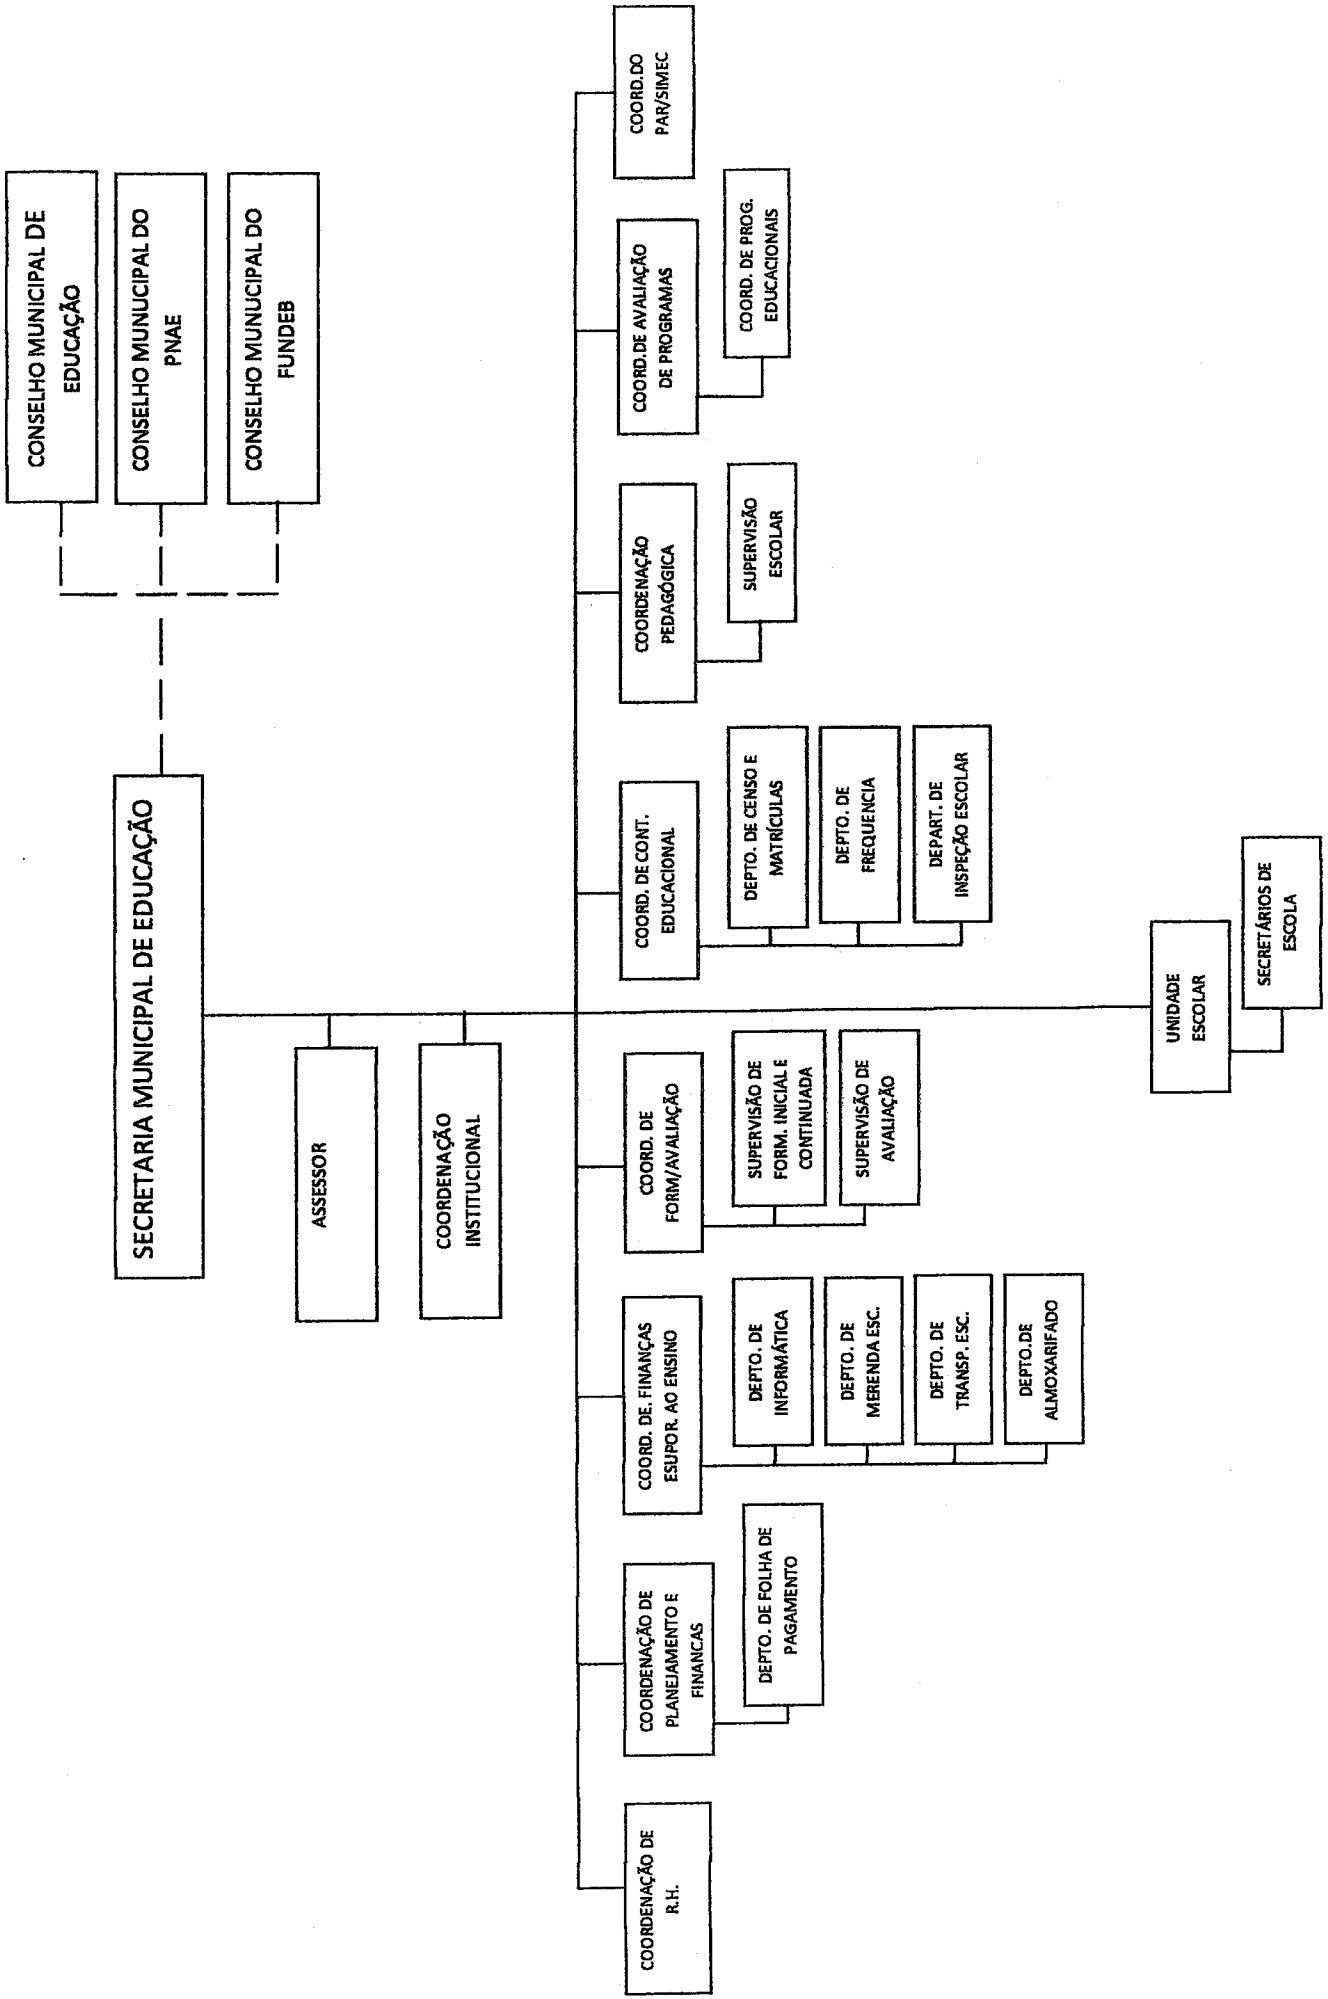 CONSELHO MUNICIPAL DE
EDUCAÇÃO
CONSELHO MUNUCIPAL DO
PNAE
CONSELHO MUNUCIPAL DO
FUNDEB
SECRETARIA MUNICIPAL DE EDUCAÇÃO
ASSESSOR
COORDENAÇÃO
INSTITUCIONAL
COORDENAÇÃO DE
R.H.
COORDENAÇÃO DE
PLANEJAMENTO E
FINANCAS
DEPTO. DE FOLHA DE
PAGAMENTO
COORD. DE. FINANÇAS
ESUPOR. AO ENSINO
DEPTO. DE
INFORMÁTICA
DEPTO. DE
MERENDA ESC.
DEPTO. DE
TRANSP. ESC.
DEPTO.DE
ALMOXARIFADO
COORD. DE
FORM/AVALIAÇÃO
SUPERVISÃO DE
FORM. INICIAL E
CONTINUADA
SUPERVISÃO DE
AVALIAÇÃO
COORD. DE CONT.
EDUCACIONAL
DEPTO. DE CENSO E
MATRÍCULAS
DEPTO. DE
FREQUENCIA
DEPART. DE
INSPEÇÃO ESCOLAR
COORDENAÇÃO
PEDAGÓGICA
SUPERVISÃO
ESCOLAR
COORD.DE AVALIAÇÃO
DE PROGRAMAS
COORD. DE PROG.
EDUCACIONAIS
COORD.DO
PAR/SIMEC
UNIDADE
ESCOLAR
SECRETÁRIOS DE
ESCOLA